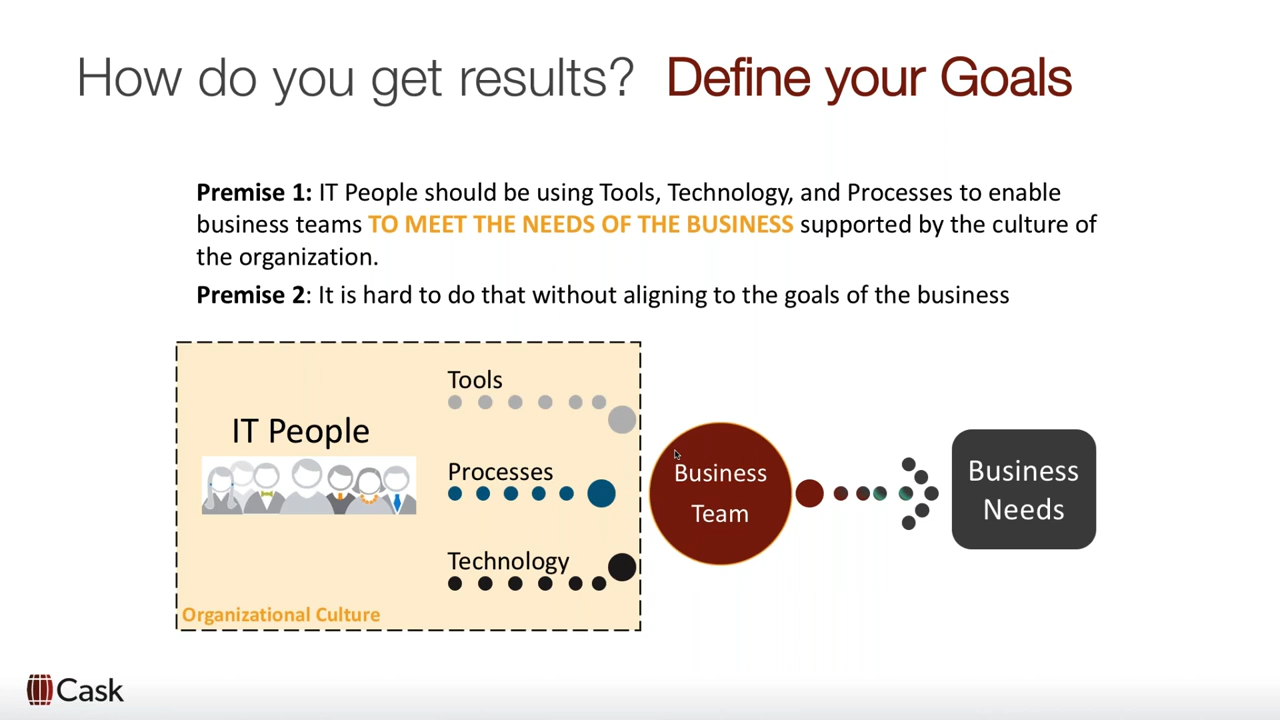 How do you get results? Define your Goals
Premise 1: IT People should be using Tools, Technology, and Processes to enable
business teams TO MEET THE NEEDS OF THE BUSINESS supported by the culture of
the organization.
Premise 2: It is hard to do that without aligning to the goals of the business
Tools
IT People
Processes
Technology
Organizational Culture
Business
Team
Business
Needs
Cask